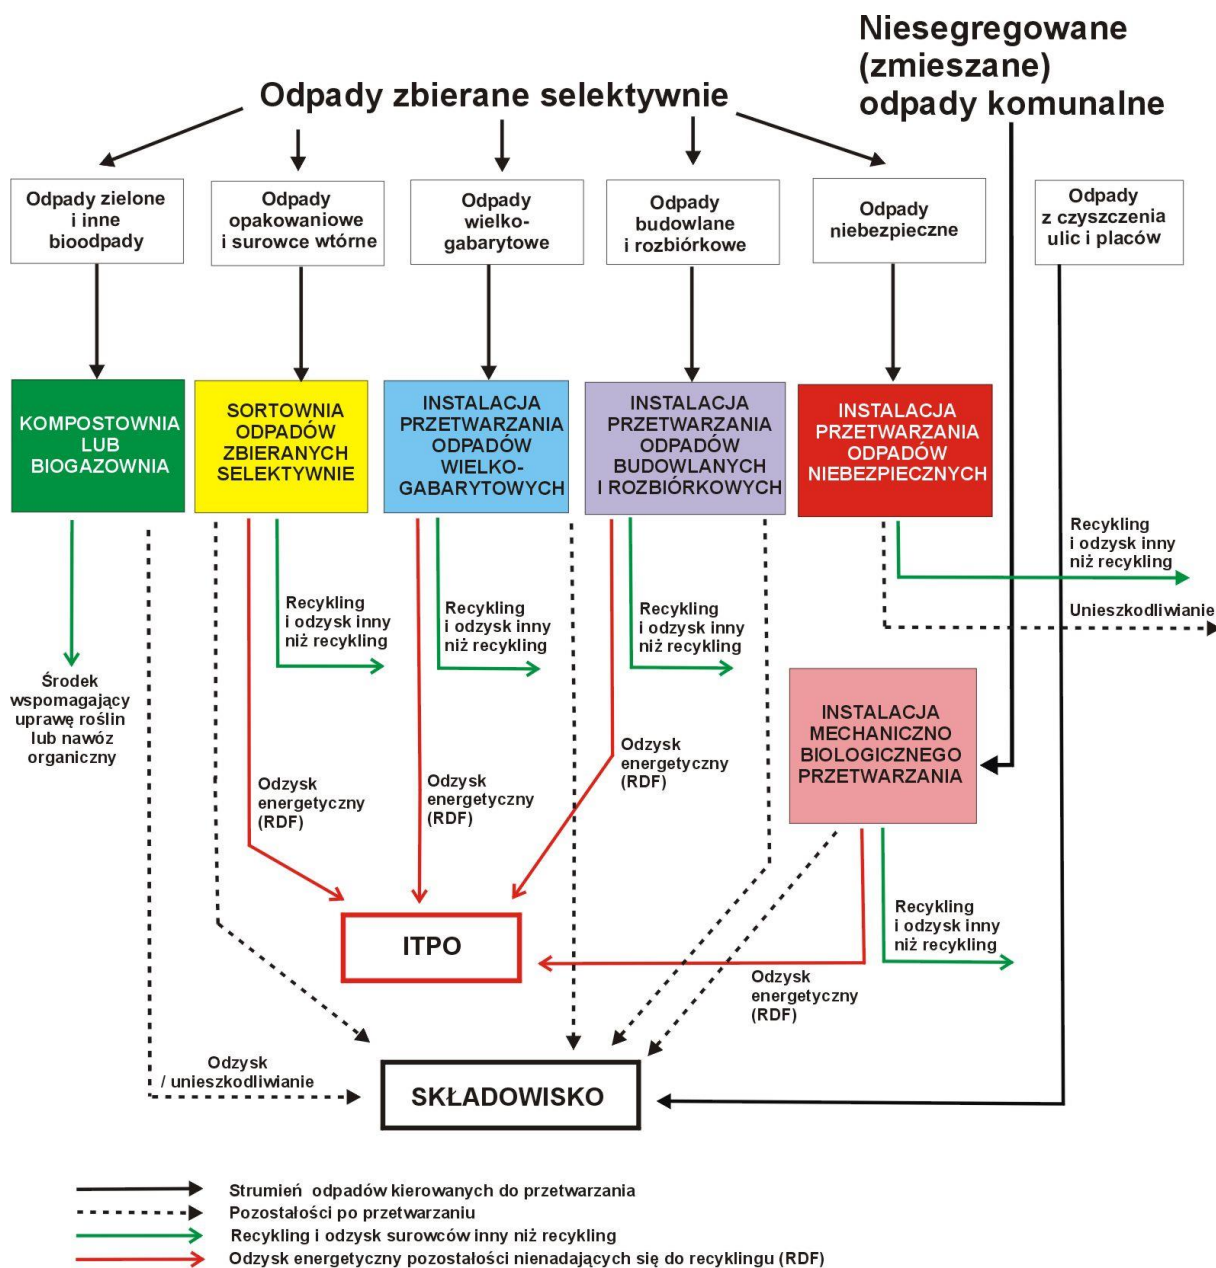 Niesegregowane
(zmieszane)
odpady komunalne
Odpady zbierane selektywnie
Odpady zielone
i inne
bioodpady
Odpady
opakowaniowe
i surowce wtórne
Odpady
wielko-
gabarytowe
Odpady
budowlane
i rozbiórkowe
Odpady
niebezpieczne
Odpady
z czyszczenia
ulic i placów
KOMPOSTOWNIA
LUB
BIOGAZOWNIA
SORTOWNIA
ODPADÓW
ZBIERANYCH
SELEKTYWNIE
INSTALACJA
PRZETWARZANIA
ODPADÓW
WIELKO-
GABARYTOWYCH
INSTALACJA
PRZETWARZANIA
ODPADÓW
BUDOWLANYCH
I ROZBIÓRKOWYCH
INSTALACJA
PRZETWARZANIA
ODPADÓW
NIEBEZPIECZNYCH
Recykling
i odzysk inny
niż recykling
Unieszkodliwianie
Recykling
i odzysk inny
niż recykling
Recykling
i odzysk inny
niż recykling
Recykling
i odzysk inny
niż recykling
Środek
wspomagający
uprawę roślin
lub nawóz
organiczny
INSTALACJA
MECHANICZNO
BIOLOGICZNEGO
PRZETWARZANIA
Odzysk
energetyczny
(RDF)
Odzysk
energetyczny
(RDF)
Odzysk
energetyczny
(RDF)
Recykling
i odzysk inny
niż recykling
ITPO
Odzysk
energetyczny
(RDF)
Odzysk
/ unieszkodliwianie
SKŁADOWISKO
Strumień odpadów kierowanych do przetwarzania
Pozostałości po przetwarzaniu
Recykling i odzysk surowców inny niż recykling
Odzysk energetyczny pozostałości nienadających się do recyklingu (RDF)